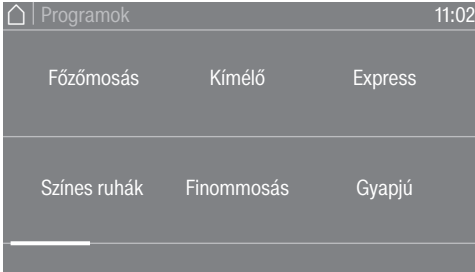 Programok 11:02
Főzőmosás Kímélő Express
Színes ruhák Finommosás Gyapjú